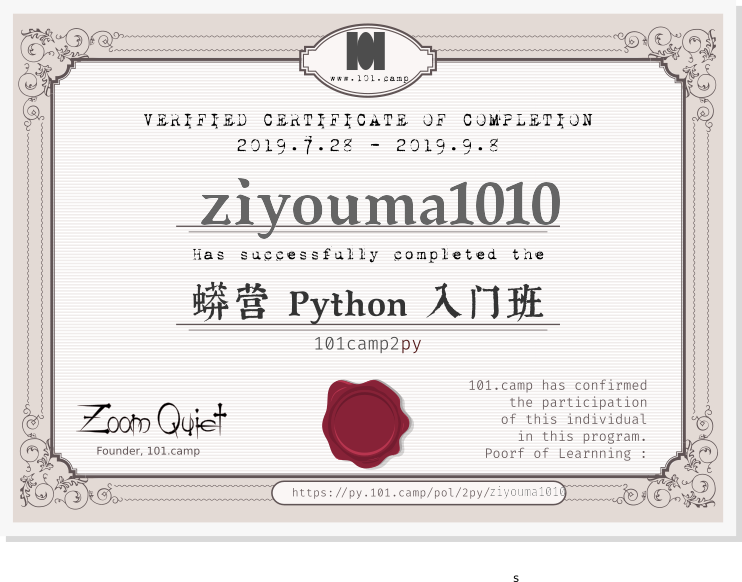 www.101.camp
VERIFIED CERTIFICATE OF COMPLETION
2019.7.28 - 2019.9.8
ziyouma1010
Has successfully completed the
蟒营 Python 入门班
101camp2py
Zoom Quiet
Founder, 101.camp
101.camp has confirmed
the participation
of this individual
in this program.
Poorf of Learnning :
https://py.101.camp/pol/2py/ziyouma1010
s